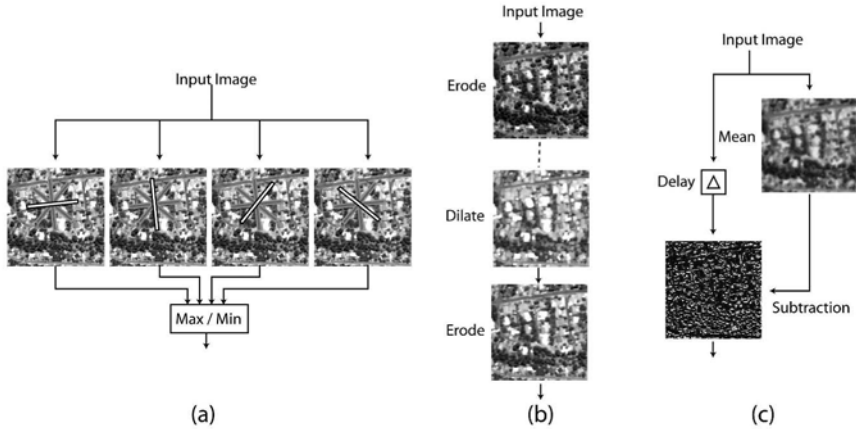 Input Image
Max / Min
(a)
Input Image
Erode
Dilate
Erode
(b)
Input Image
Mean
Delay
Δ
Subtraction
(c)